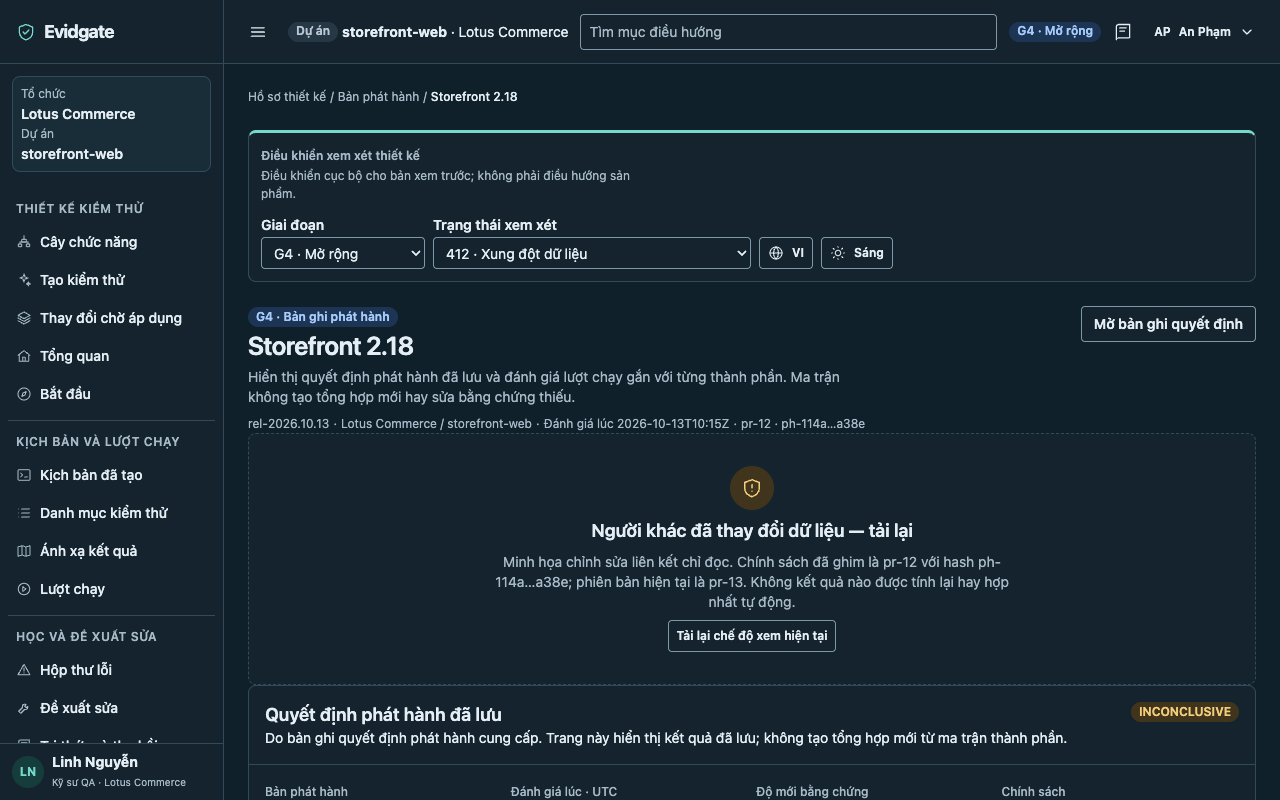 Evidgate
Dự án storefront-web · Lotus Commerce
Tìm mục điều hướng
G4 · Mở rộng
AP An Phạm
Tổ chức
Lotus Commerce
Dự án
storefront-web
THIẾT KẾ KIỂM THỬ
Cây chức năng
Tạo kiểm thử
Thay đổi chờ áp dụng
Tổng quan
Bắt đầu
KỊCH BẢN VÀ LƯỢT CHẠY
Kịch bản đã tạo
Danh mục kiểm thử
Ánh xạ kết quả
Lượt chạy
HỌC VÀ ĐỀ XUẤT SỬA
Hộp thư lỗi
Đề xuất sửa
LN
Linh Nguyễn
Kỹ sư QA · Lotus Commerce
Hồ sơ thiết kế / Bản phát hành / Storefront 2.18
Điều khiển xem xét thiết kế
Điều khiển cục bộ cho bản xem trước; không phải điều hướng sản
phẩm.
Giai đoạn
G4 · Mở rộng
Trạng thái xem xét
412 · Xung đột dữ liệu
VI
Sáng
G4 · Bản ghi phát hành
Storefront 2.18
Hiển thị quyết định phát hành đã lưu và đánh giá lượt chạy gắn với từng thành phần. Ma trận
không tạo tổng hợp mới hay sửa bằng chứng thiếu.
rel-2026.10.13 · Lotus Commerce / storefront-web · Đánh giá lúc 2026-10-13T10:15Z · pr-12 · ph-114a…a38e
Mở bản ghi quyết định
Người khác đã thay đổi dữ liệu — tải lại
Minh họa chỉnh sửa liên kết chỉ đọc. Chính sách đã ghim là pr-12 với hash ph-
114a…a38e; phiên bản hiện tại là pr-13. Không kết quả nào được tính lại hay hợp
nhất tự động.
Tải lại chế độ xem hiện tại
Quyết định phát hành đã lưu
INCONCLUSIVE
Do bản ghi quyết định phát hành cung cấp. Trang này hiển thị kết quả đã lưu; không tạo tổng hợp mới từ ma trận thành phần.
Bản phát hành
Đánh giá lúc · UTC
Độ mới bằng chứng
Chính sách